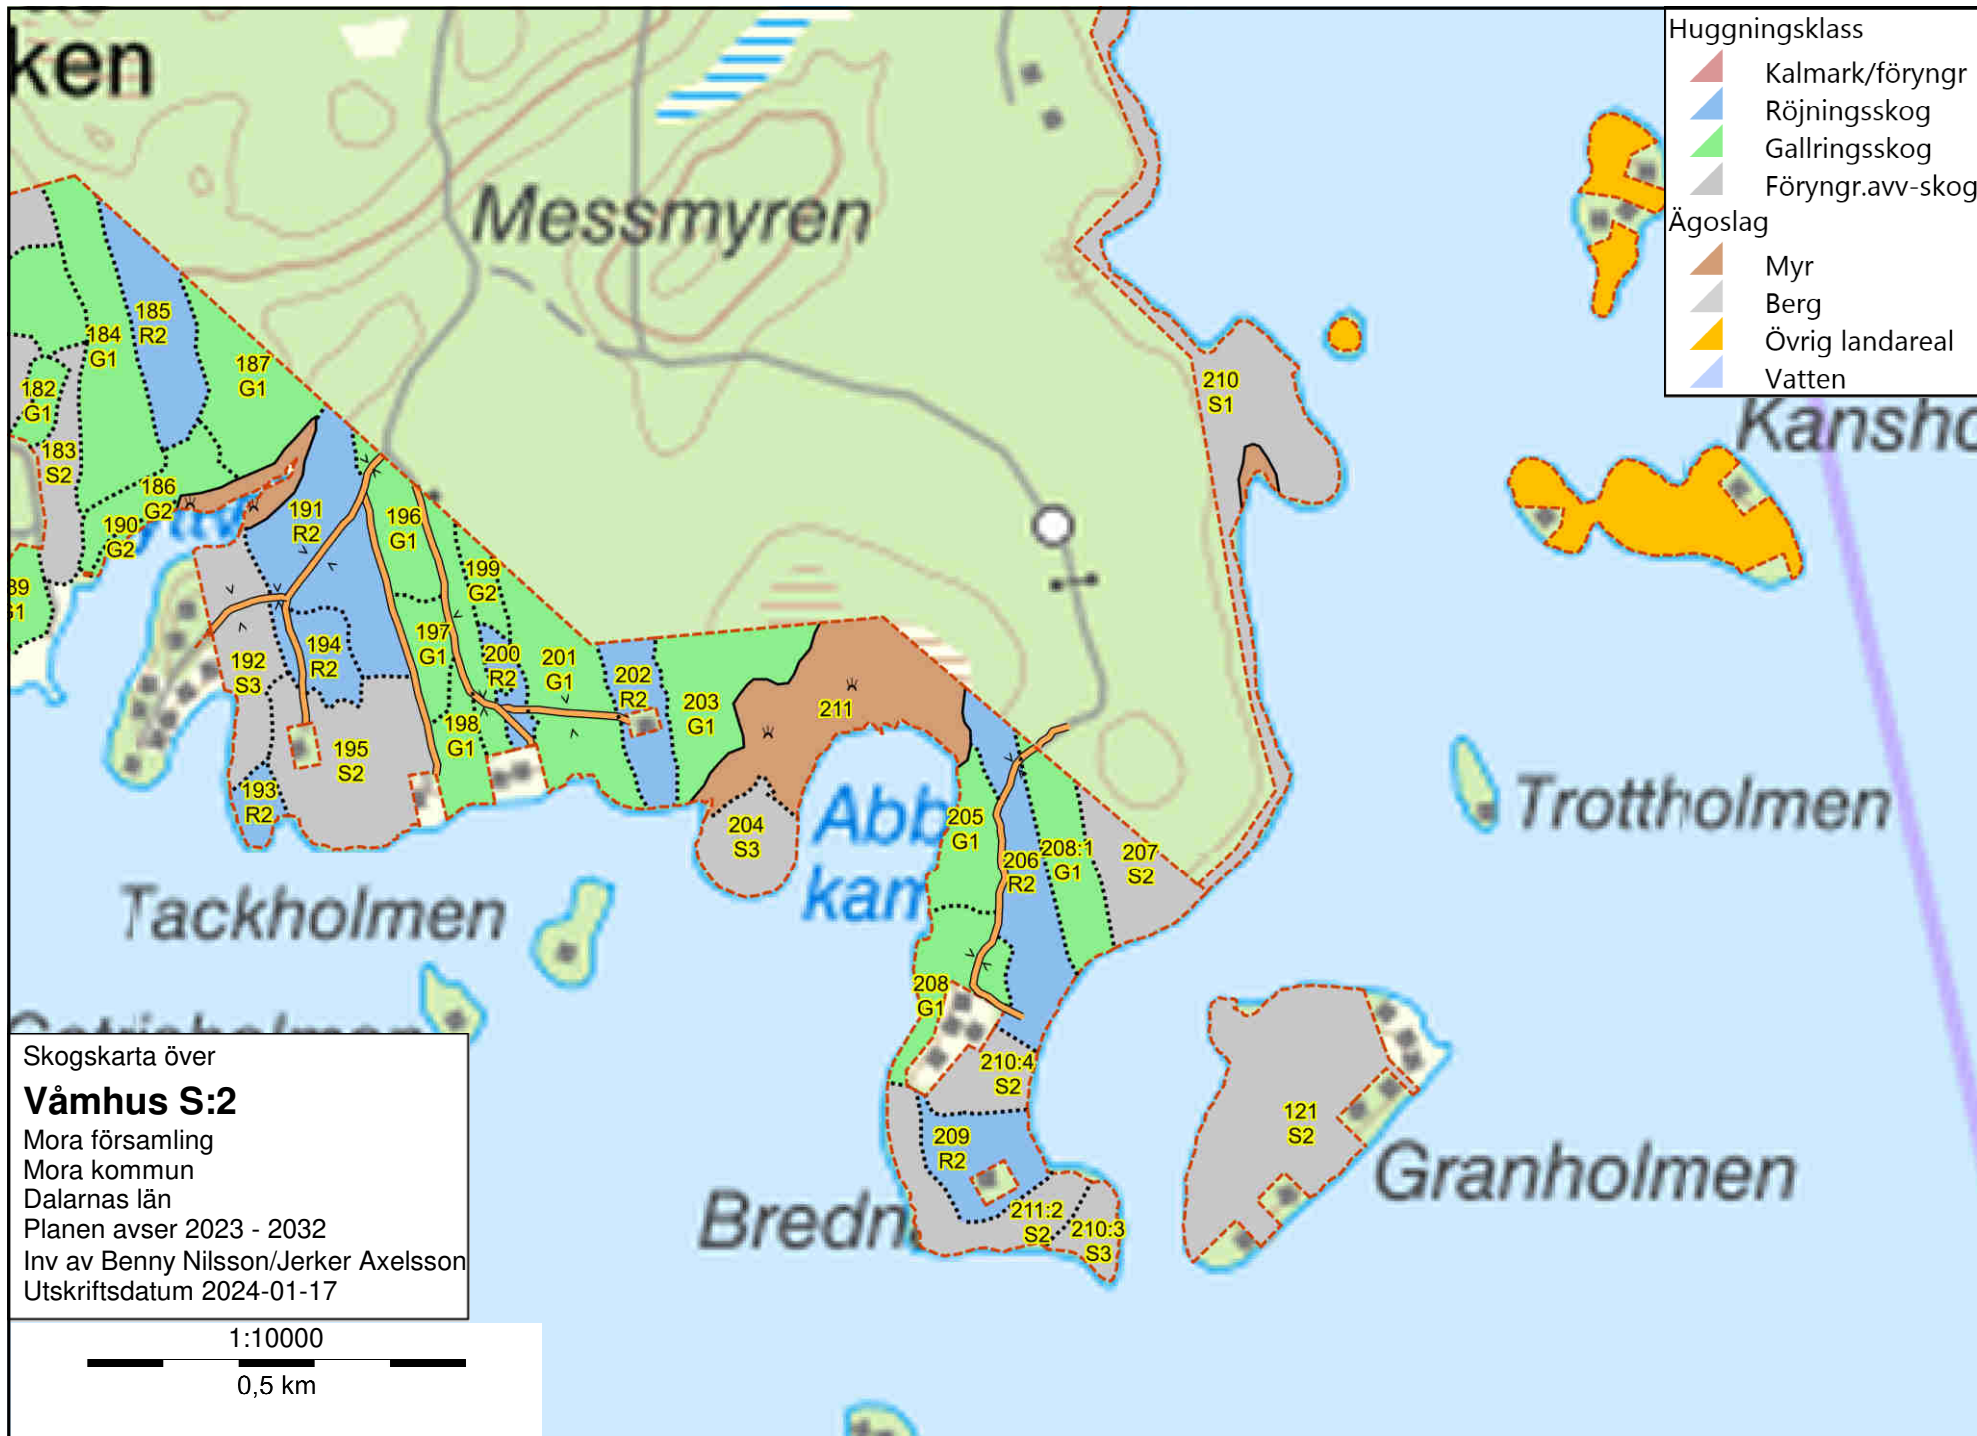 ken
Messmyren
Huggningsklass
Kalmark/föryngr
Röjningsskog
Gallringsskog
Föryngr.avv-skog
Ägoslag
Myr
Berg
Övrig landareal
Vatten
Kansho
185
R2
184
G1
187
G1
182
G1
183
S2
186
G2
190
G2
191
R2
196
G1
199
G2
194
R2
197
G1
192
S3
200
R2
201
G1
202
R2
203
G1
211
198
G1
195
S2
193
R2
204
S3
210
S1
205
G1
206
R2
208:1
G1
207
S2
208
G1
210:4
S2
209
R2
211:2
S2
210:3
S3
121
S2
Abb
kam
Trottholmen
Tackholmen
Granholmen
Bredn
Skogskarta över
Våmhus S:2
Mora församling
Mora kommun
Dalarnas län
Planen avser 2023 - 2032
Inv av Benny Nilsson/Jerker Axelsson
Utskriftsdatum 2024-01-17
1:10000
0,5 km